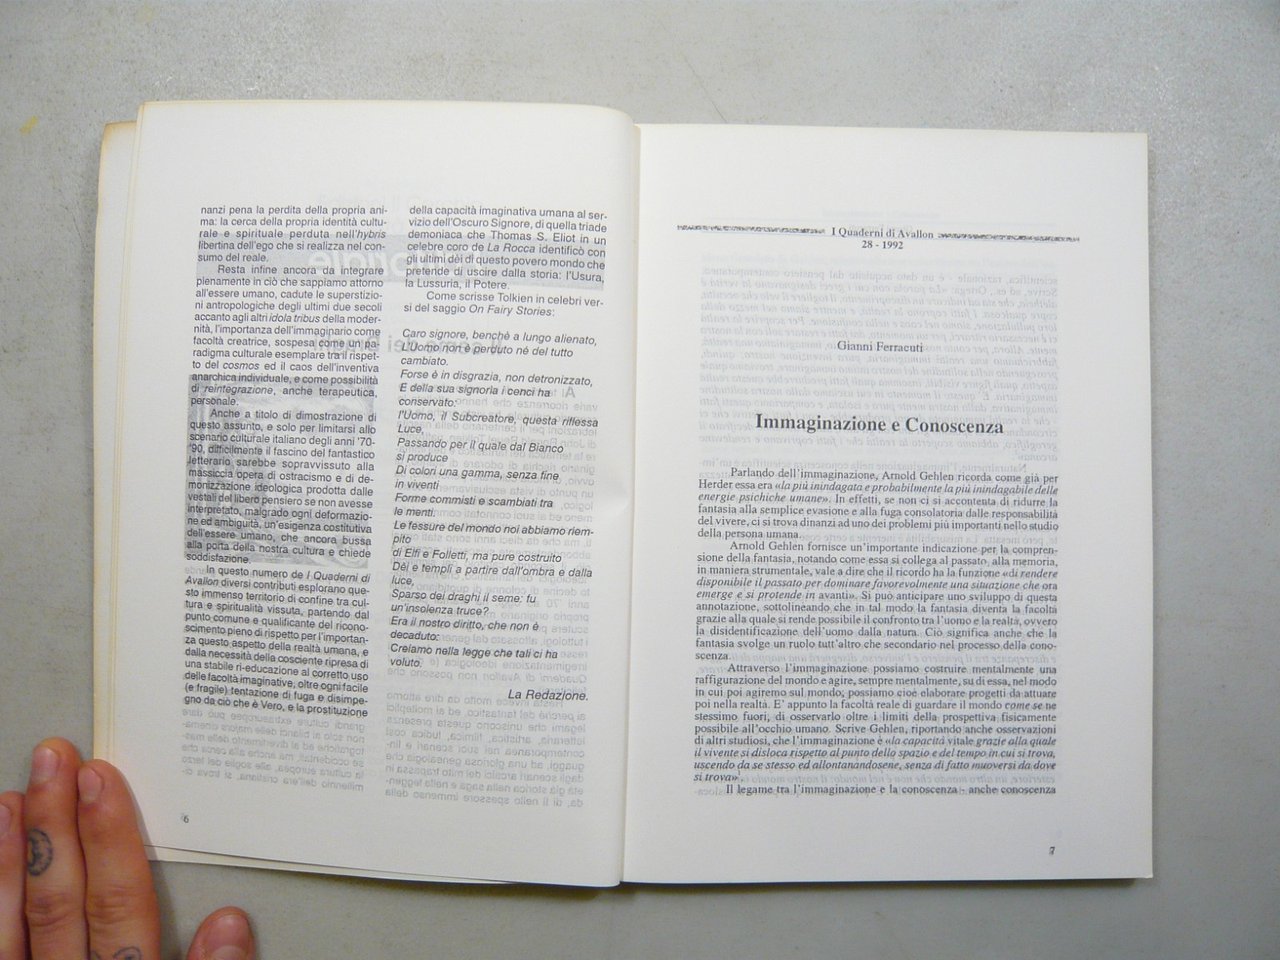 nanzi pena la perdita della propria ani-
ma: la cerca della propria identità cultu-
rale e spirituale perduta nell'hybris
libertina dell'ego che si realizza nel con-
sumo del reale.
Resta infine ancora da integrare
pienamente in ciò che sappiamo attorno
all'essere umano, cadute le superstizio-
ni antropologiche degli ultimi due secoli
accanto agli altri idola tribus della moder-
nità, l'importanza dell'immaginario come
facoltà creatrice, sospesa come un pa-
radigma culturale esemplare tra il rispet-
to del cosmos ed il caos dell'inventiva
anarchica individuale, e come possibilità
di reintegrazione, anche terapeutica,
personale.
Anche a titolo di dimostrazione di
questo assunto, e solo per limitarsi allo
scenario culturale italiano degli anni '70-
'90, difficilmente il fascino del fantastico
letterario sarebbe sopravvissuto alla
massiccia opera di ostracismo e di de-
monizzazione ideologica prodotta dalle
vestali del libero pensiero se non avesse
interpretato, malgrado ogni deformazio-
ne ed ambiguità, un'esigenza costitutiva
dell'essere umano, che ancora bussa
alla porta della nostra cultura e chiede
soddisfazione.
In questo numero de I Quaderni di
Avallon diversi contributi esplorano que-
sto immenso territorio di confine tra cul-
tura e spiritualità vissuta, partendo dal
punto comune e qualificante del ricono-
scimento pieno di rispetto per l'importan-
za questo aspetto della realtà umana, e
dalla necessità della cosciente ripresa di
una stabile ri-educazione al corretto uso
delle facoltà imaginative, oltre ogni facile
(e fragile) tentazione di fuga e disimpe-
gno da ciò che è Vero, e la prostituzione
della capacità imaginativa umana al ser-
vizio dell'Oscuro Signore, di quella triade
demoniaca che Thomas S. Eliot in un
celebre coro de La Rocca identificò con
gli ultimi dèi di questo povero mondo che
pretende di uscire dalla storia: l'Usura,
la Lussuria, il Potere.
Come scrisse Tolkien in celebri ver-
si del saggio On Fairy Stories:
Caro signore, benchè a lungo alienato,
L'Uomo non è perduto né del tutto
cambiato.
Forse è in disgrazia, non detronizzato,
E della sua signoria i cenci ha
conservato:
l'Uomo, il Subcreatore, questa riflessa
Luce,
Passando per il quale dal Bianco
si produce
Di colori una gamma, senza fine
in viventi
Forme commisti e scambiati tra
le menti.
Le fessure del mondo noi abbiamo riem-
pito
di Elfi e Folletti, ma pure costruito
Dèi e templi a partire dall'ombra e dalla
luce,
Sparso dei draghi il seme: fu
un'insolenza truce?
Era il nostro diritto, che non è
decaduto:
Creiamo nella legge che tali ci ha
voluto.
La Redazione.
6
I Quaderni di Avallon
28 - 1992
Gianni Ferracuti
Immaginazione e Conoscenza
Parlando dell'immaginazione, Arnold Gehlen ricorda come già per
Herder essa era «la più inindagata e probabilmente la più inindagabile delle
energie psichiche umane». In effetti, se non ci si accontenta di ridurre la
fantasia alla semplice evasione e alla fuga consolatoria dalle responsabilità
del vivere, ci si trova dinanzi ad uno dei problemi più importanti nello studio
della persona umana.
Arnold Gehlen fornisce un'importante indicazione per la compren-
sione della fantasia, notando come essa si collega al passato, alla memoria,
in maniera strumentale, vale a dire che il ricordo ha la funzione «di rendere
disponibile il passato per dominare favorevolmente una situazione che ora
emerge e si protende in avanti». Si può anticipare uno sviluppo di questa
annotazione, sottolineando che in tal modo la fantasia diventa la facoltà
grazie alla quale si rende possibile il confronto tra l'uomo e la realtà, ovvero
la disidentificazione dell'uomo dalla natura. Ciò significa anche che la
fantasia svolge un ruolo tutt'altro che secondario nel processo della cono-
scenza.
Attraverso l'immaginazione possiamo costruire mentalmente una
raffigurazione del mondo e agire, sempre mentalmente, su di essa, nel modo
in cui poi agiremo sul mondo; possiamo cioè elaborare progetti da attuare
poi nella realtà. E' appunto la facoltà reale di guardare il mondo come se ne
stessimo fuori, di osservarlo oltre i limiti della prospettiva fisicamente
possibile all'occhio umano. Scrive Gehlen, riportando anche osservazioni
di altri studiosi, che l'immaginazione è «la capacità vitale grazie alla quale
il vivente si disloca rispetto al punto dello spazio e del tempo in cui si trova,
uscendo da se stesso ed allontanandosene, senza di fatto muoversi da dove
si trova».
Il legame tra l'immaginazione e la conoscenza - anche conoscenza
7